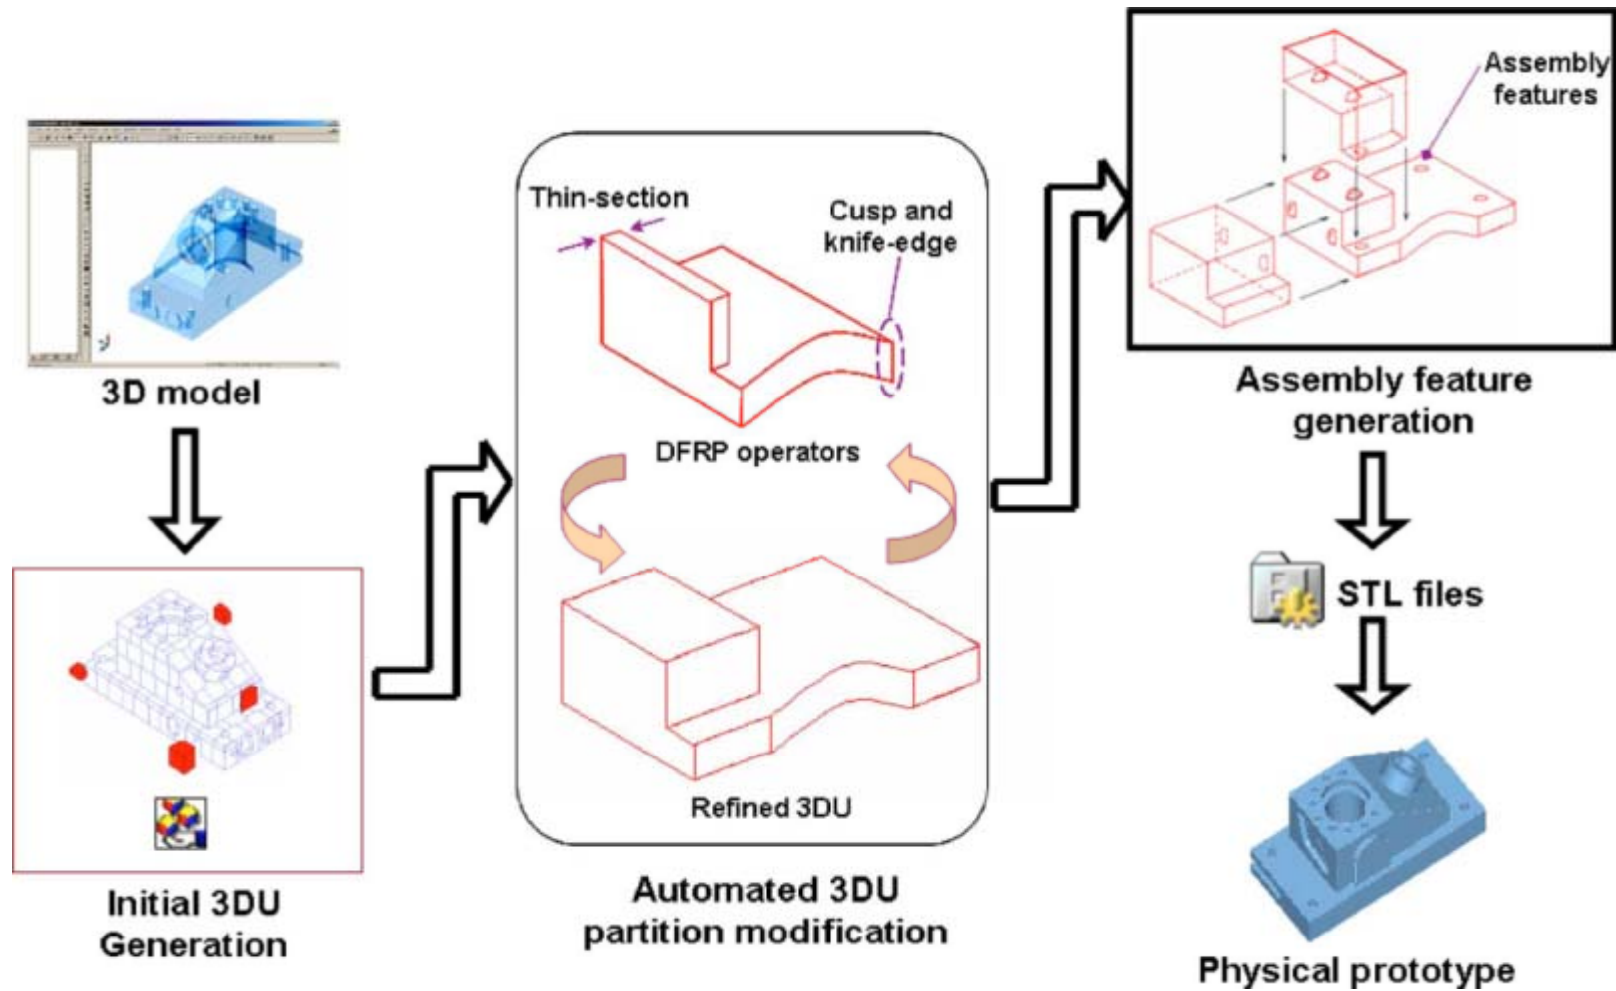 3D model
Initial 3DU
Generation
Thin-section
Cusp and
knife-edge
DFRP operators
Refined 3DU
Automated 3DU
partition modification
Assembly
features
Assembly feature
generation
STL files
Physical prototype